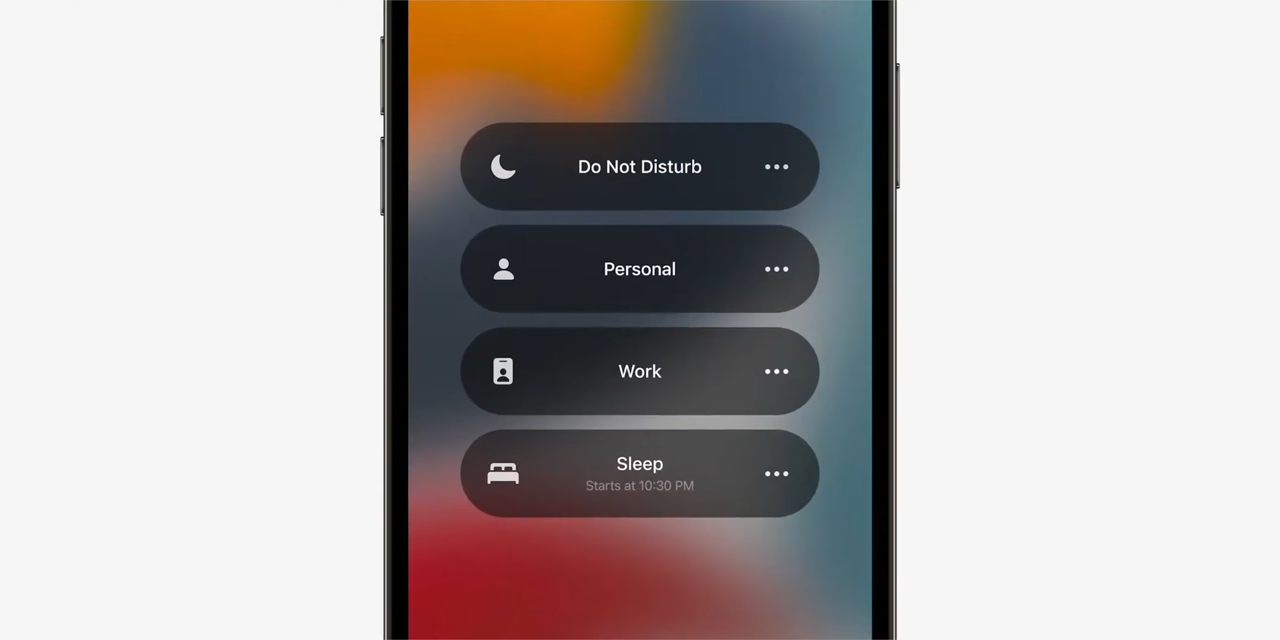 Do Not Disturb
Personal
Work
Sleep
Starts at 10:30 PM